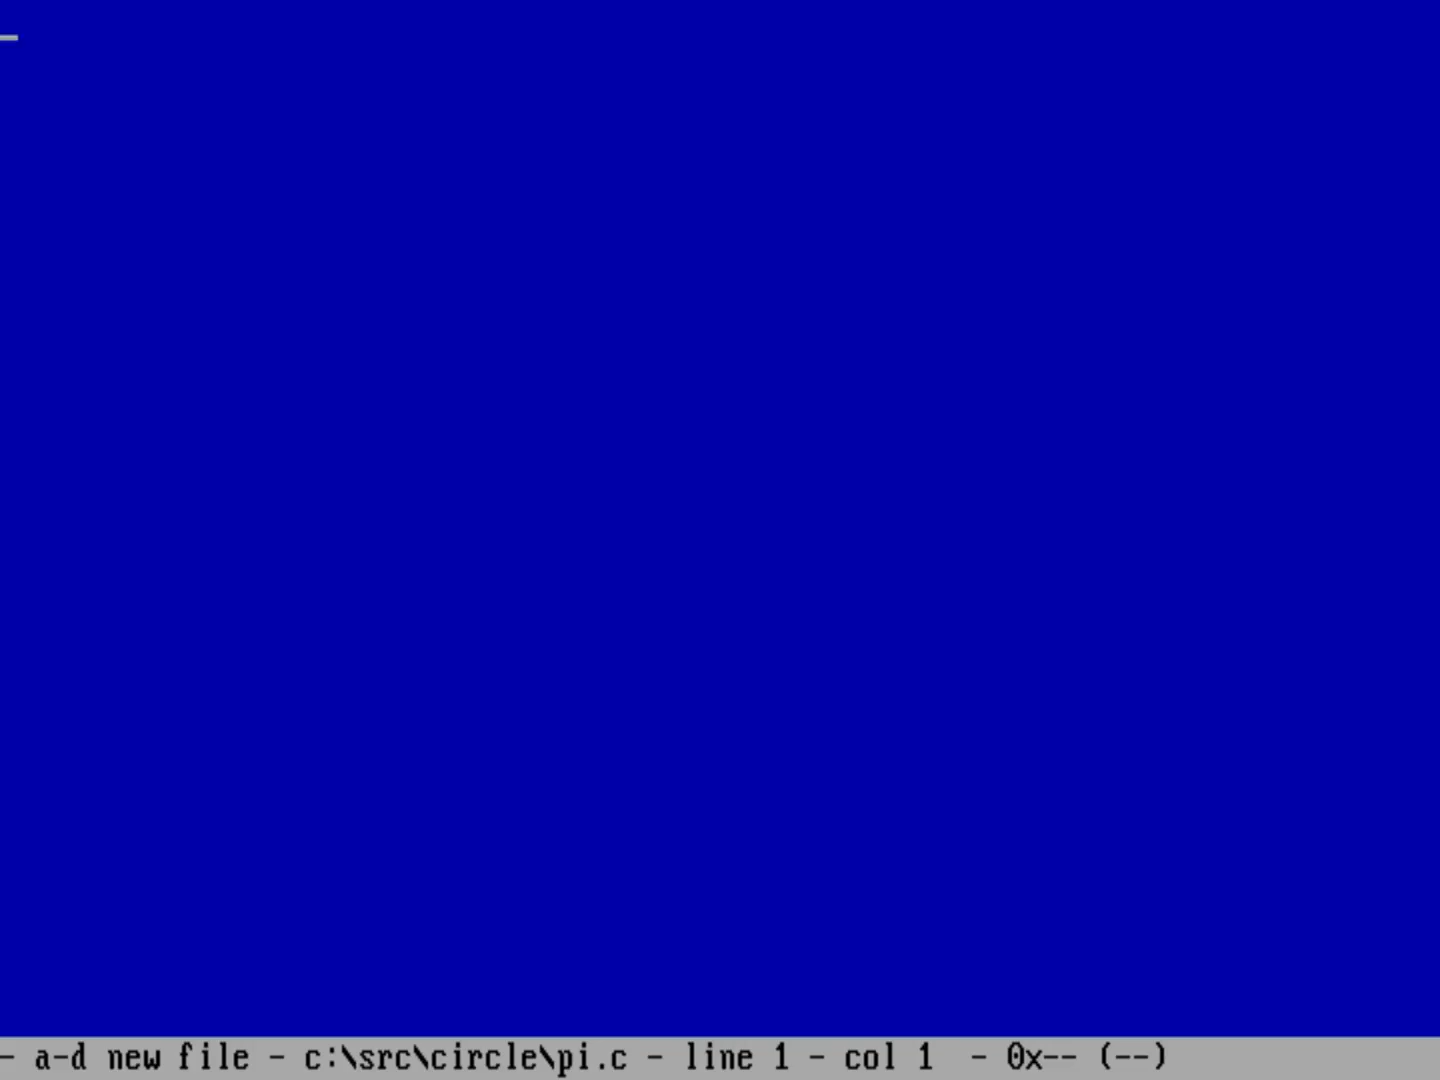 - a-d new file - c:\src\circle\pi.c - line 1 - col 1  - 0x-- (--)